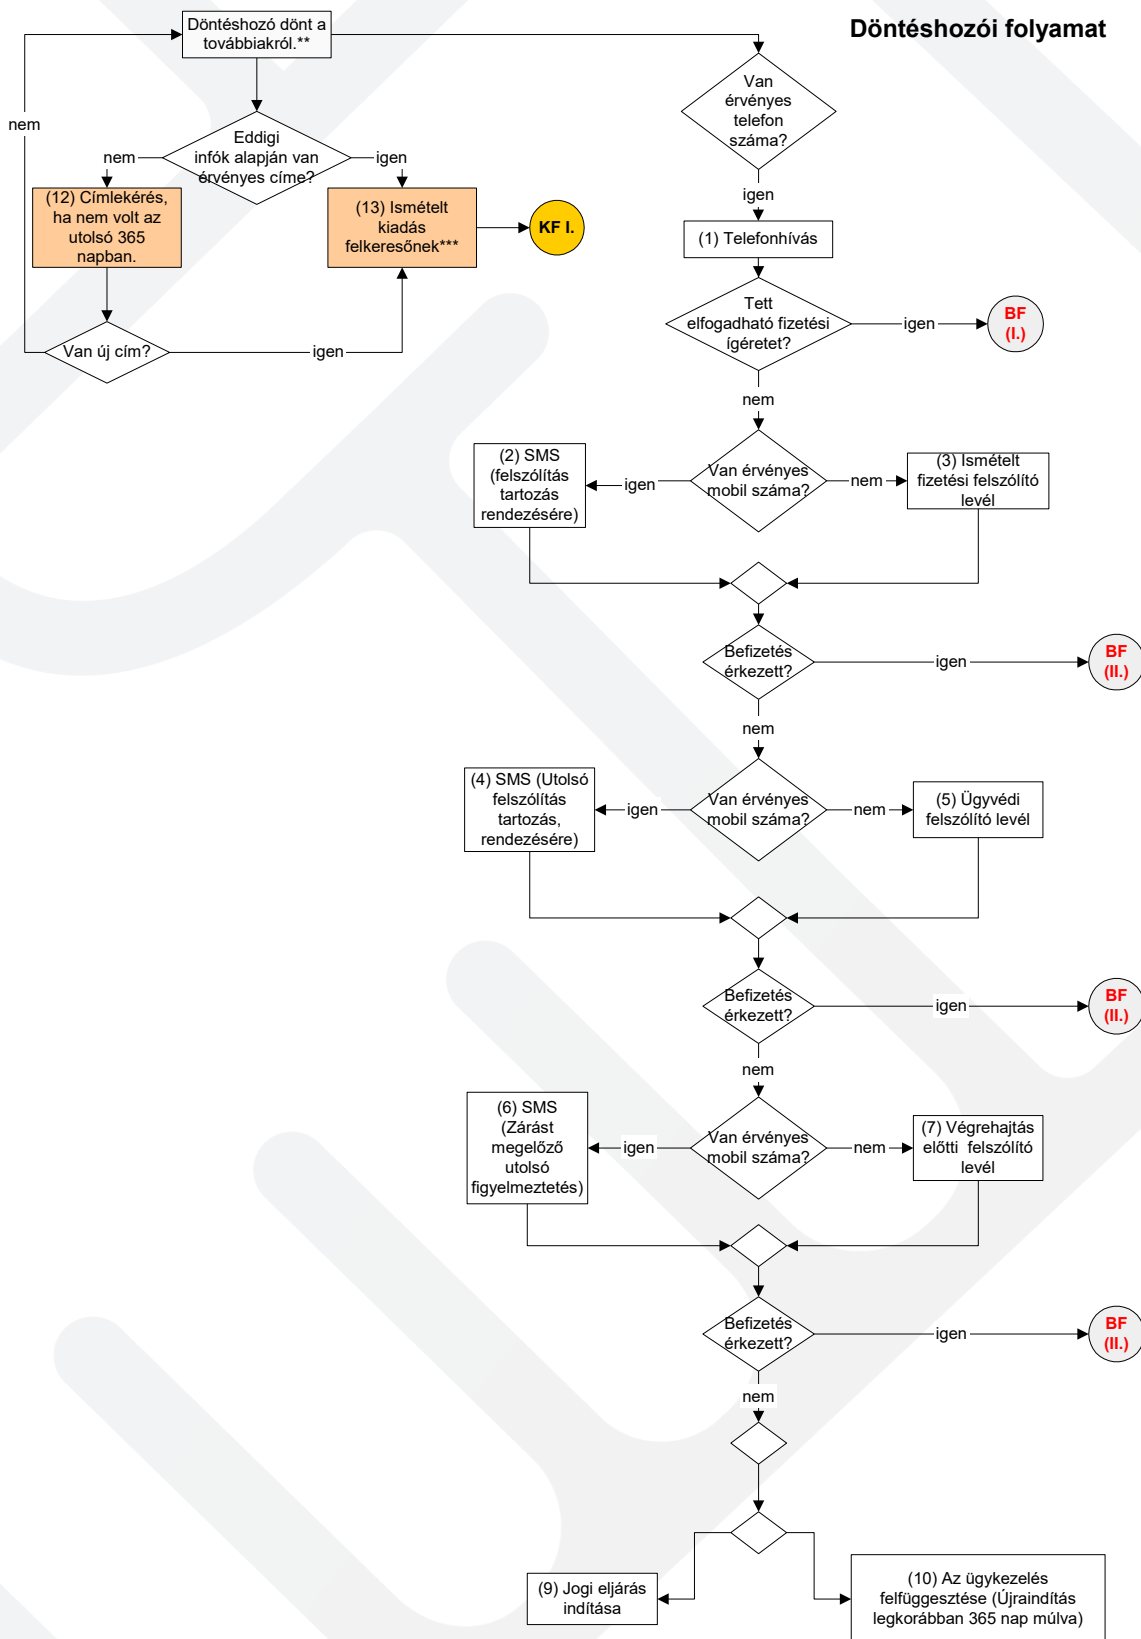 Döntéshozói folyamat
Döntéshozó dönt a
továbbiakról.**
nem
Eddigi
infók alapján van
érvényes címe?
nem
igen
(12) Címlekérés,
ha nem volt az
utolsó 365
napban.
(13) Ismételt
kiadás
felkeresőnek***
KF I.
Van új cím?
igen
Van
érvényes
telefon
száma?
igen
(1) Telefonhívás
Tett
elfogadható fizetési
ígéretet?
igen
BF
(I.)
nem
Van érvényes
mobil száma?
igen
nem
(2) SMS
(felszólítás
tartozás
rendezésére)
(3) Ismételt
fizetési felszólító
levél
Befizetés
érkezett?
igen
BF
(II.)
nem
Van érvényes
mobil száma?
igen
nem
(4) SMS (Utolsó
felszólítás
tartozás,
rendezésére)
(5) Ügyvédi
felszólító levél
Befizetés
érkezett?
igen
BF
(II.)
nem
Van érvényes
mobil száma?
igen
nem
(6) SMS
(Zárást
megelőző
utolsó
figyelmeztetés)
(7) Végrehajtás
előtti felszólító
levél
Befizetés
érkezett?
igen
BF
(II.)
nem
(9) Jogi eljárás
indítása
(10) Az ügykezelés
felfüggesztése (Újraindítás
legkorábban 365 nap múlva)